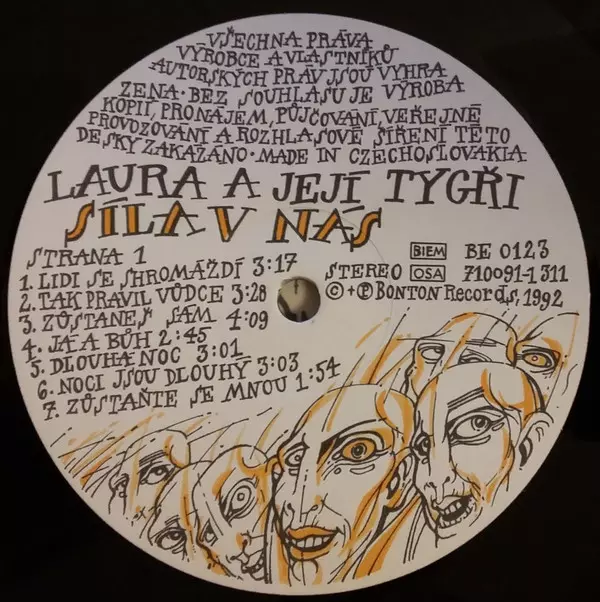 VŠECHNA PRÁVA
VÝROBCE A VLASTNÍKŮ
AUTORSKÝCH PRÁV JSOU VYHRA
ZENA · BEZ SOUHLASU JE VÝROBA
KOPIÍ, PRONÁJEM, PŮJČOVÁNÍ, VEŘEJNÉ
PROVOZOVÁNÍ A ROZHLASOVÉ ŠÍŘENÍ TÉTO
DESKY ZAKÁZÁNO · MADE IN CZECHOSLOVAKIA
LAURA A JEJÍ TYGŘI
SÍLA V NÁS
STRANA 1
1. LIDI SE SHROMÁŽDÍ 3:17
2. TAK PRAVIL VŮDCE 3:28
3. ZŮSTANEŠ SÁM 4:09
4. JÁ A BŮH 2:45
5. DLOUHÁ NOC 3:01
6. NOCI JSOU DLOUHÝ 3:03
7. ZŮSTAŇTE SE MNOU 1:54
BIEM BE 0123
STEREO OSA 710091-1 311
© + ℗ BONTON Records, 1992